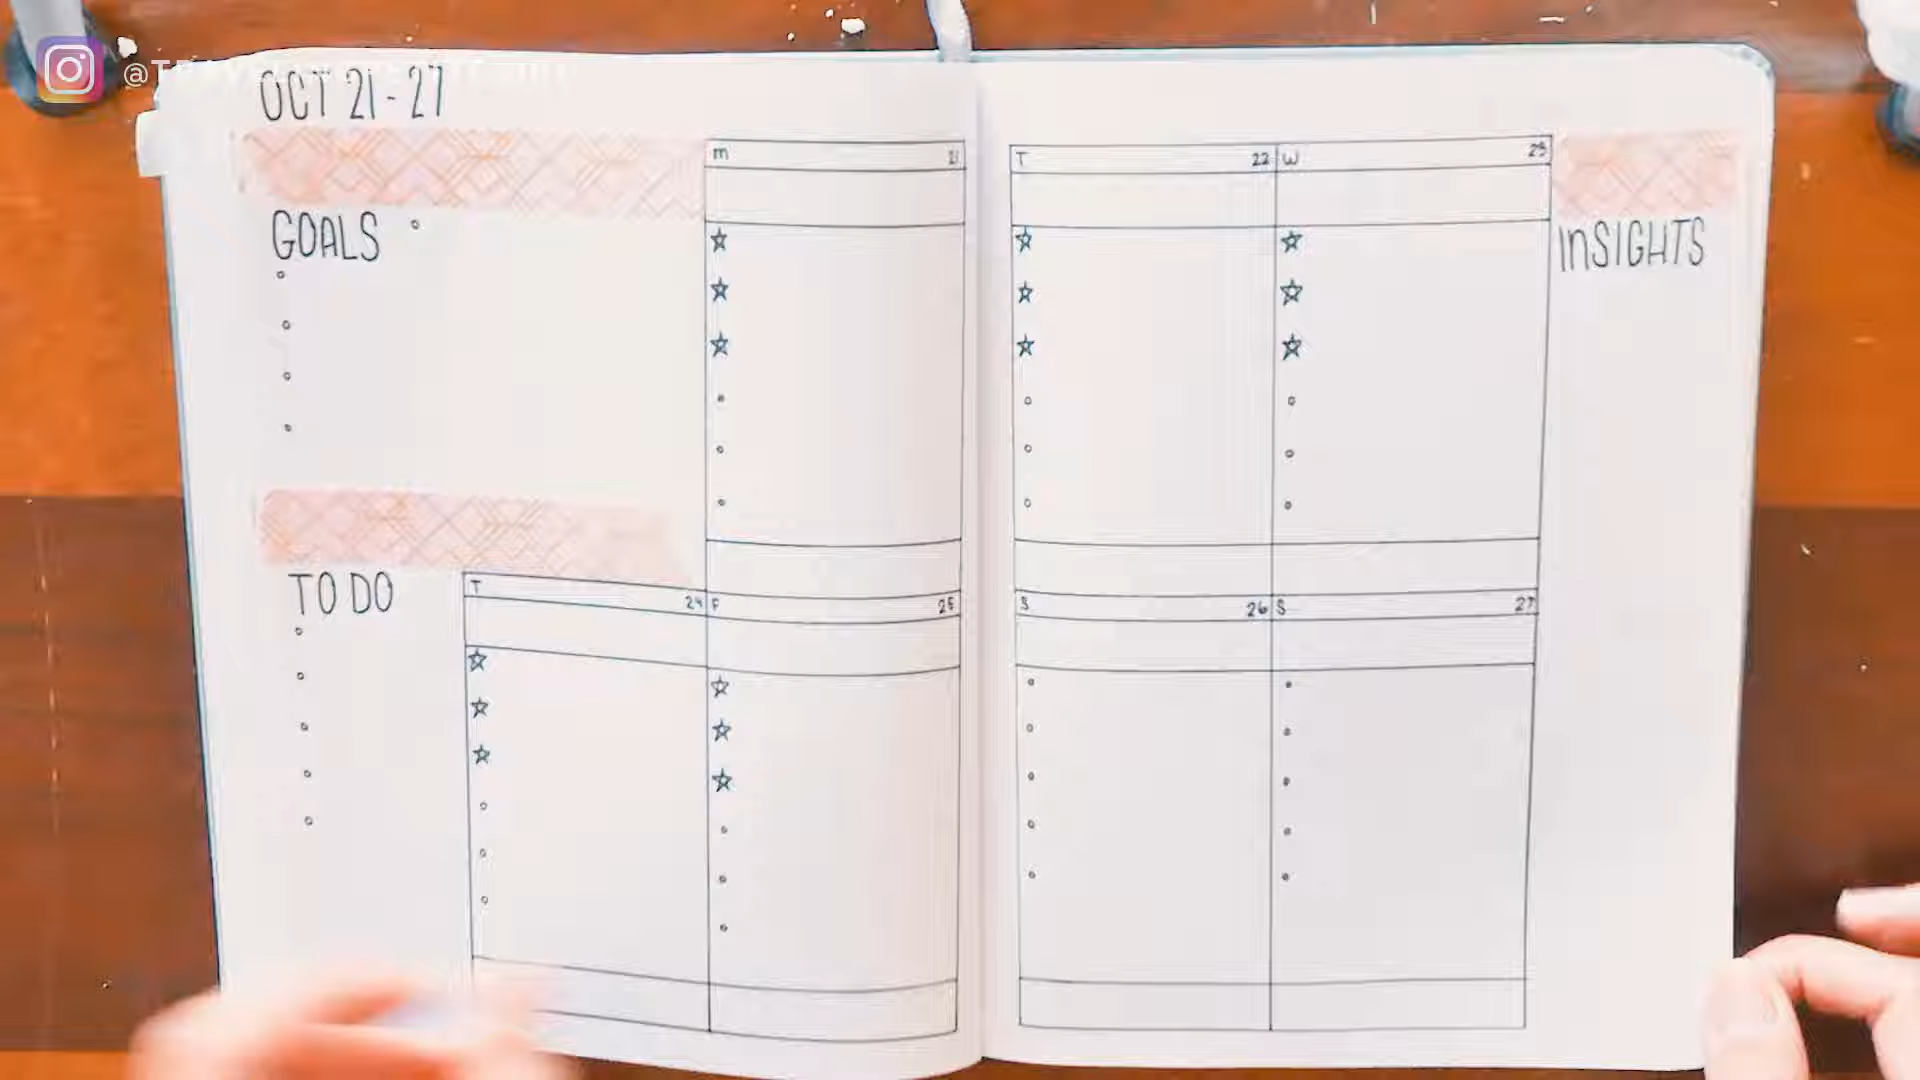 OCT 21-27
M 21
T 22
W 23
GOALS
INSIGHTS
TO DO
T 24
F 25
S 26
S 27